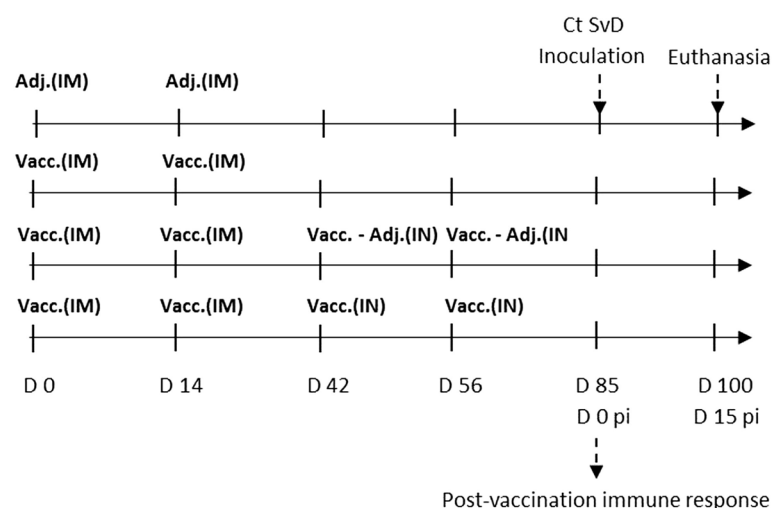 Ct SvD
Inoculation Euthanasia
Adj.(IM) Adj.(IM)
Vacc.(IM) Vacc.(IM)
Vacc.(IM) Vacc.(IM) Vacc. - Adj.(IN) Vacc. - Adj.(IN
Vacc.(IM) Vacc.(IM) Vacc.(IN) Vacc.(IN)
D 0 D 14 D 42 D 56 D 85 D 100
D 0 pi D 15 pi
Post-vaccination immune response